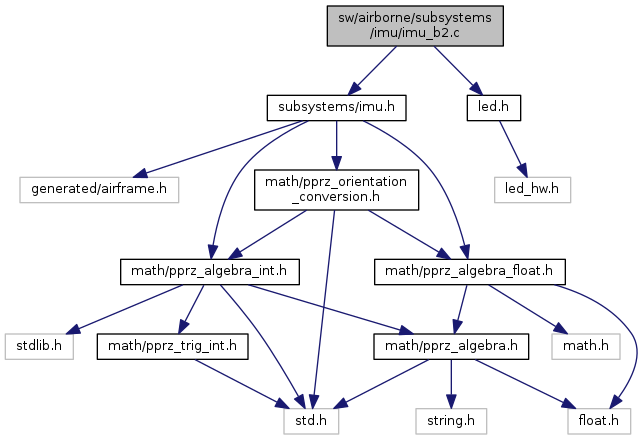 sw/airborne/subsystems
/imu/imu_b2.c
subsystems/imu.h
led.h
generated/airframe.h
math/pprz_orientation
_conversion.h
led_hw.h
math/pprz_algebra_int.h
math/pprz_algebra_float.h
stdlib.h
math/pprz_trig_int.h
math/pprz_algebra.h
math.h
std.h
string.h
float.h